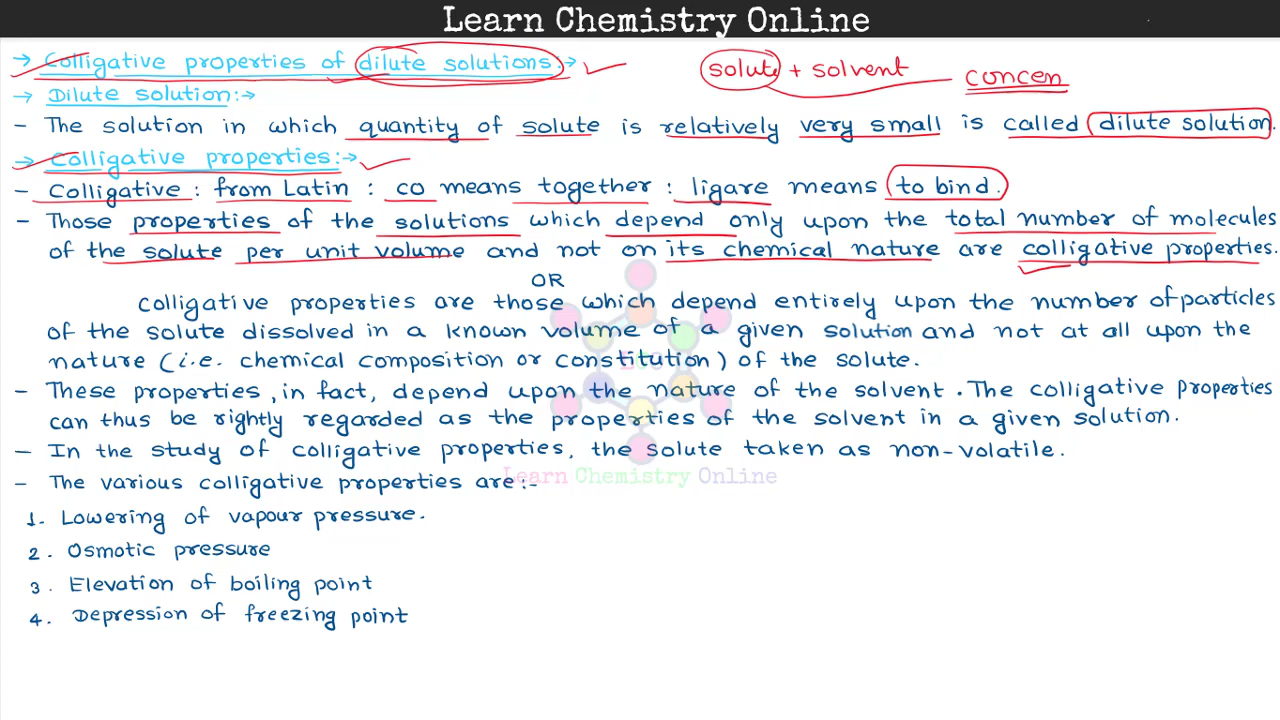 Learn Chemistry Online
→ Colligative properties of dilute solutions:→
solute + solvent
concen
→ Dilute solution:→
– The solution in which quantity of solute is relatively very small is called dilute solution.
→ Colligative properties:→
– Colligative : from Latin : co means together : ligare means to bind.
– Those properties of the solutions which depend only upon the total number of molecules
of the solute per unit volume and not on its chemical nature are colligative properties.
OR
colligative properties are those which depend entirely upon the number of particles
of the solute dissolved in a known volume of a given solution and not at all upon the
nature (i.e. chemical composition or constitution) of the solute.
– These properties, in fact, depend upon the nature of the solvent. The colligative properties
can thus be rightly regarded as the properties of the solvent in a given solution.
– In the study of colligative properties, the solute taken as non-volatile.
Learn Chemistry Online
– The various colligative properties are:-
1. Lowering of vapour pressure.
2. Osmotic pressure
3. Elevation of boiling point
4. Depression of freezing point